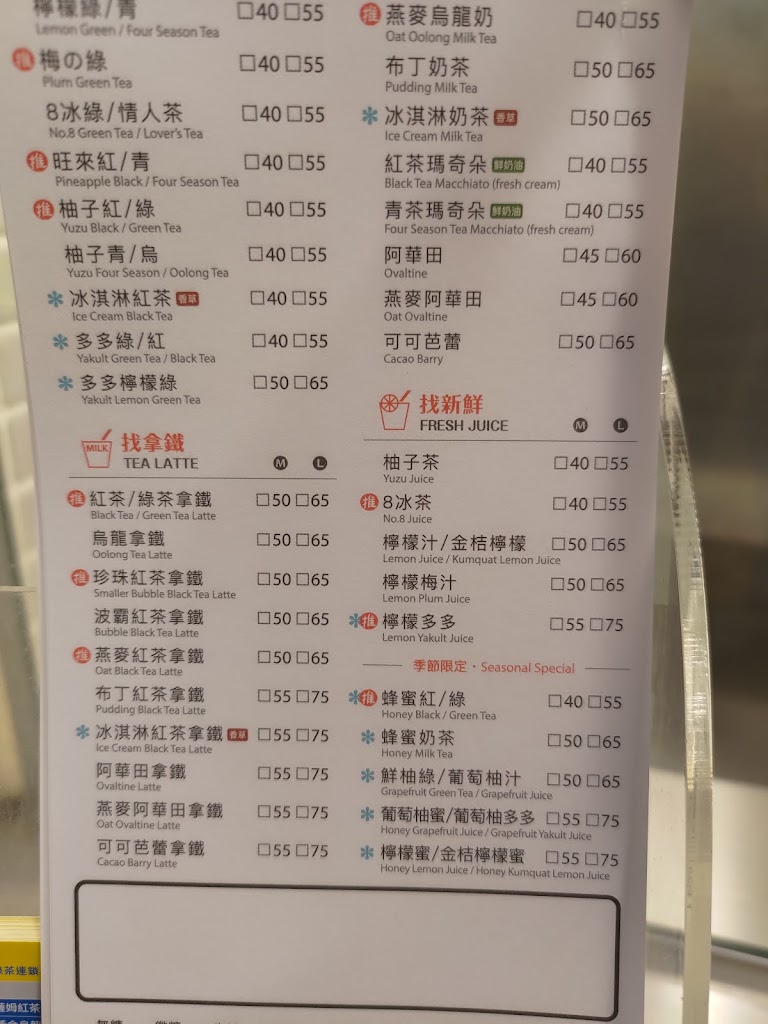 檸檬綠/青 □40 □55
Lemon Green / Four Season Tea
推 梅の綠 □40 □55
Plum Green Tea
8冰綠/情人茶 □40 □55
No.8 Green Tea / Lover's Tea
推 旺來紅/青 □40 □55
Pineapple Black / Four Season Tea
推 柚子紅/綠 □40 □55
Yuzu Black / Green Tea
柚子青/烏 □40 □55
Yuzu Four Season / Oolong Tea
冰淇淋紅茶 香草 □40 □55
Ice Cream Black Tea
多多綠/紅 □40 □55
Yakult Green Tea / Black Tea
多多檸檬綠 □50 □65
Yakult Lemon Green Tea
MILK 找拿鐵
TEA LATTE M L
推 紅茶/綠茶拿鐵 □50 □65
Black Tea / Green Tea Latte
烏龍拿鐵 □50 □65
Oolong Tea Latte
推 珍珠紅茶拿鐵 □50 □65
Smaller Bubble Black Tea Latte
波霸紅茶拿鐵 □50 □65
Bubble Black Tea Latte
推 燕麥紅茶拿鐵 □50 □65
Oat Black Tea Latte
布丁紅茶拿鐵 □55 □75
Pudding Black Tea Latte
冰淇淋紅茶拿鐵 香草 □55 □75
Ice Cream Black Tea Latte
阿華田拿鐵 □55 □75
Ovaltine Latte
燕麥阿華田拿鐵 □55 □75
Oat Ovaltine Latte
可可芭蕾拿鐵 □55 □75
Cacao Barry Latte
推 燕麥烏龍奶 □40 □55
Oat Oolong Milk Tea
布丁奶茶 □50 □65
Pudding Milk Tea
冰淇淋奶茶 香草 □50 □65
Ice Cream Milk Tea
紅茶瑪奇朵 鮮奶油 □40 □55
Black Tea Macchiato (fresh cream)
青茶瑪奇朵 鮮奶油 □40 □55
Four Season Tea Macchiato (fresh cream)
阿華田 □45 □60
Ovaltine
燕麥阿華田 □45 □60
Oat Ovaltine
可可芭蕾 □50 □65
Cacao Barry
找新鮮
FRESH JUICE M L
柚子茶 □40 □55
Yuzu Juice
推 8冰茶 □40 □55
No.8 Juice
檸檬汁/金桔檸檬 □50 □65
Lemon Juice / Kumquat Lemon Juice
檸檬梅汁 □50 □65
Lemon Plum Juice
推 檸檬多多 □55 □75
Lemon Yakult Juice
季節限定・Seasonal Special
推 蜂蜜紅/綠 □40 □55
Honey Black / Green Tea
蜂蜜奶茶 □50 □65
Honey Milk Tea
鮮柚綠/葡萄柚汁 □50 □65
Grapefruit Green Tea / Grapefruit Juice
葡萄柚蜜/葡萄柚多多 □55 □75
Honey Grapefruit Juice / Grapefruit Yakult Juice
檸檬蜜/金桔檸檬蜜 □55 □75
Honey Lemon Juice / Honey Kumquat Lemon Juice
茶連鎖
姆紅茶